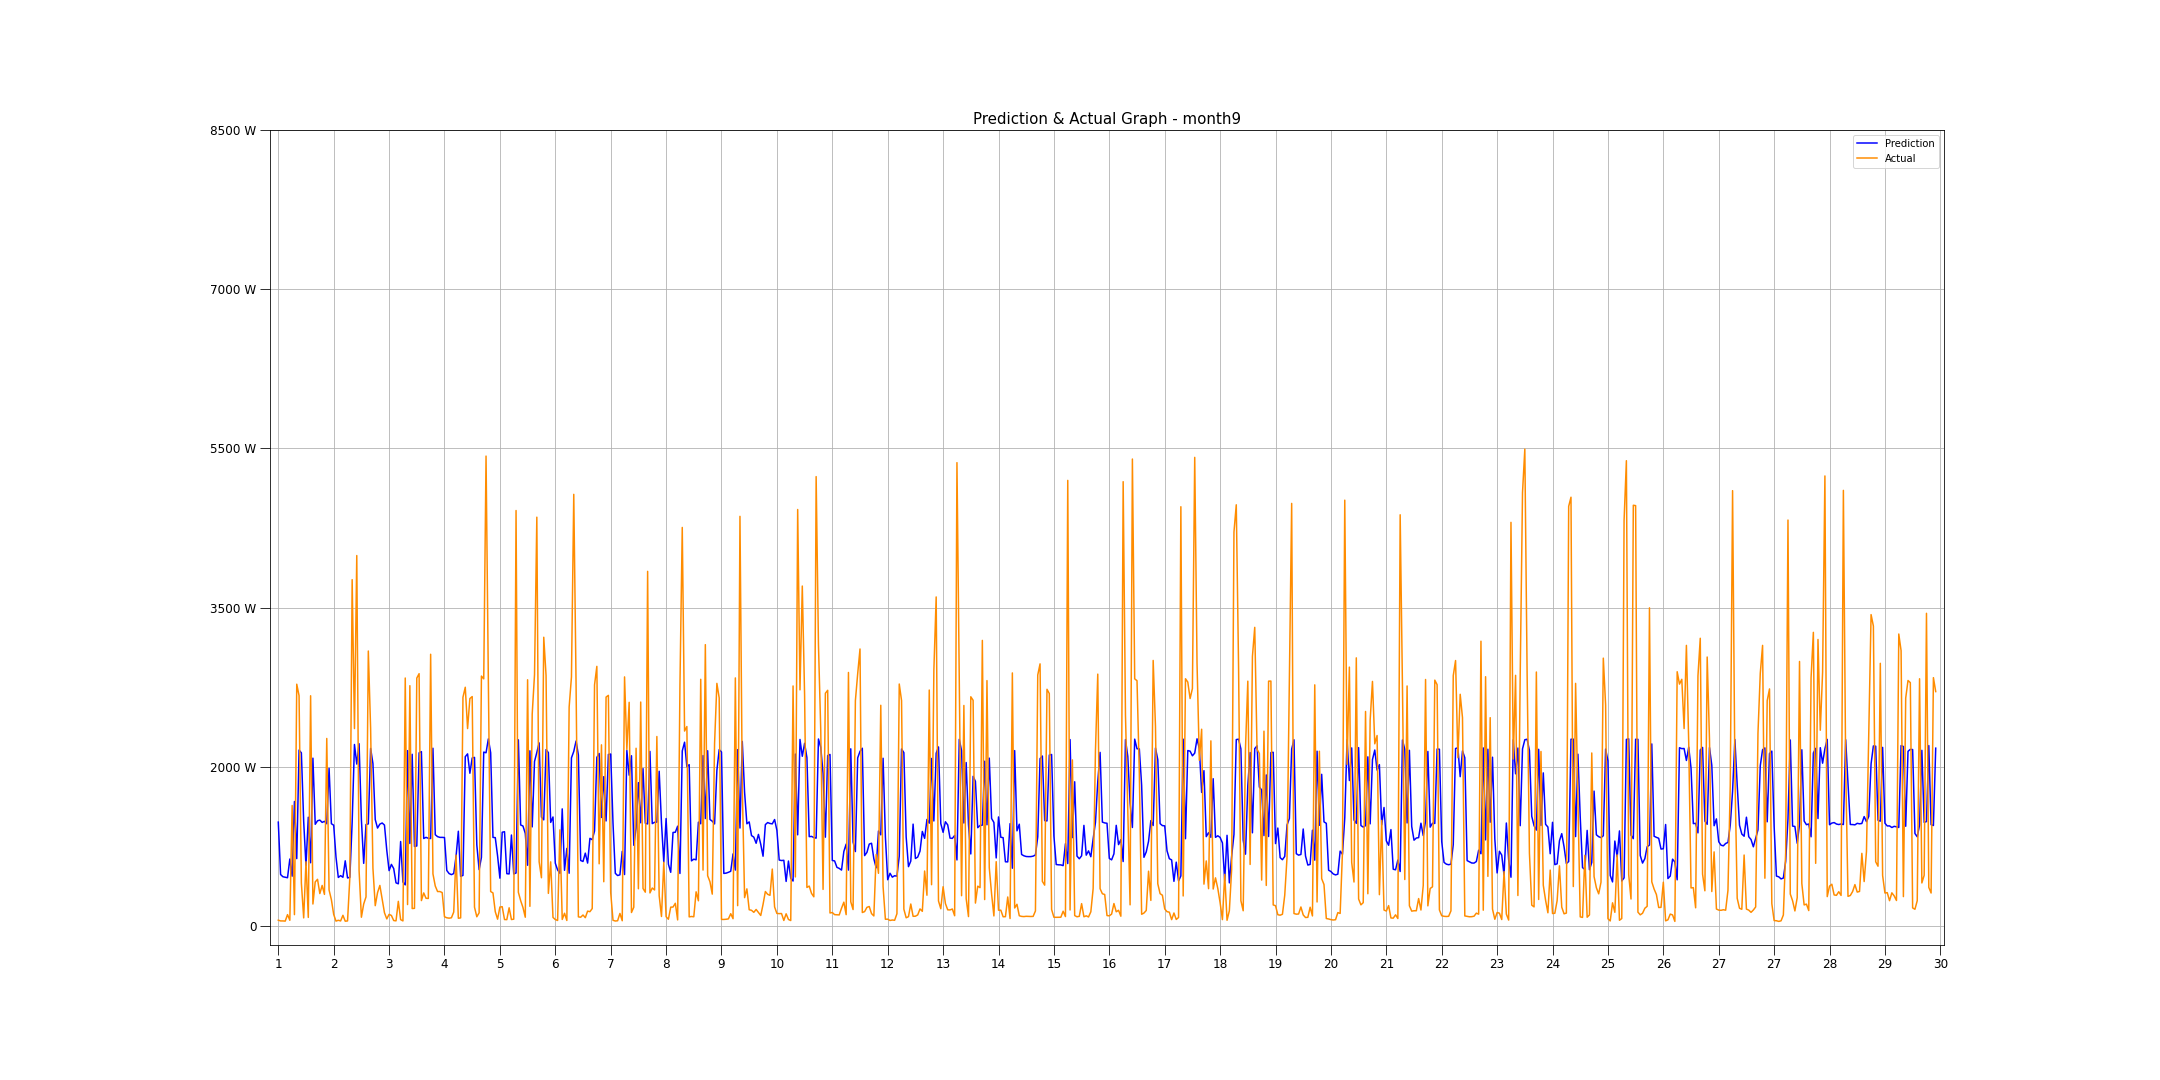 Prediction & Actual Graph - month9
8500 W
Prediction
Actual
7000 W
5500 W
3500 W
2000 W
0
1 2 3 4 5 6 7 8 9 10 11 12 13 14 15 16 17 18 19 20 21 22 23 24 25 26 27 27 28 29 30